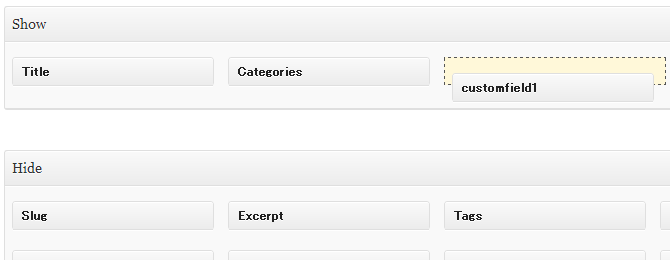 Show
Title
Categories
customfield1
Hide
Slug
Excerpt
Tags